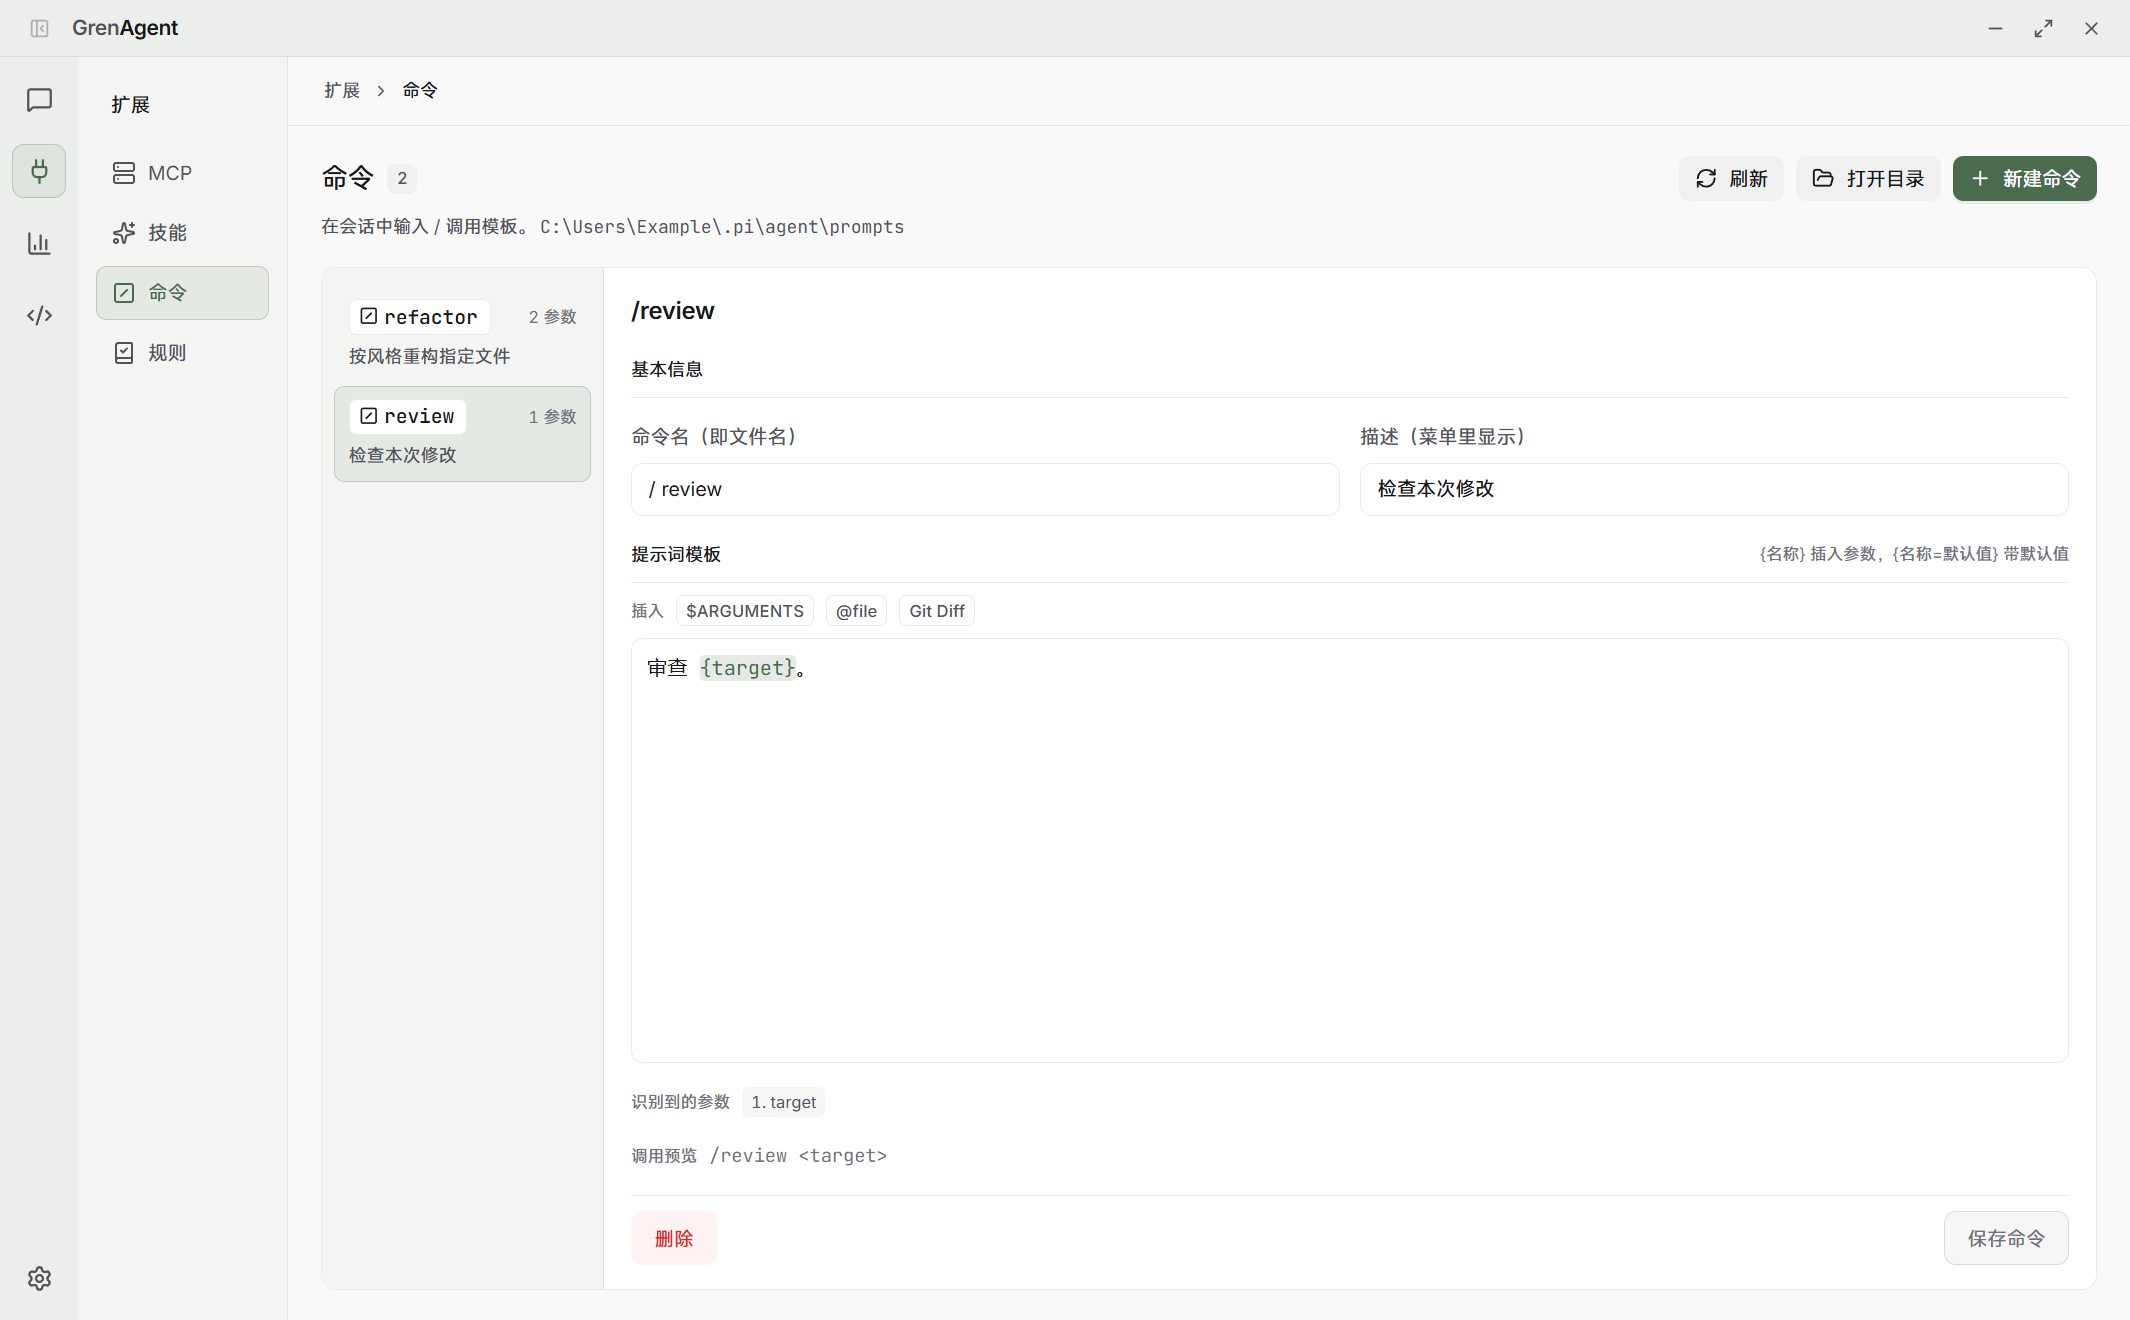 GrenAgent
扩展
MCP
技能
命令
规则
扩展 > 命令
命令 2
刷新
打开目录
新建命令
在会话中输入 / 调用模板。 C:\Users\Example\.pi\agent\prompts
refactor 2 参数
按风格重构指定文件
review 1 参数
检查本次修改
/review
基本信息
命令名（即文件名）
/ review
描述（菜单里显示）
检查本次修改
提示词模板
{名称} 插入参数，{名称=默认值} 带默认值
插入 $ARGUMENTS @file Git Diff
审查 {target}。
识别到的参数 1. target
调用预览 /review <target>
删除
保存命令